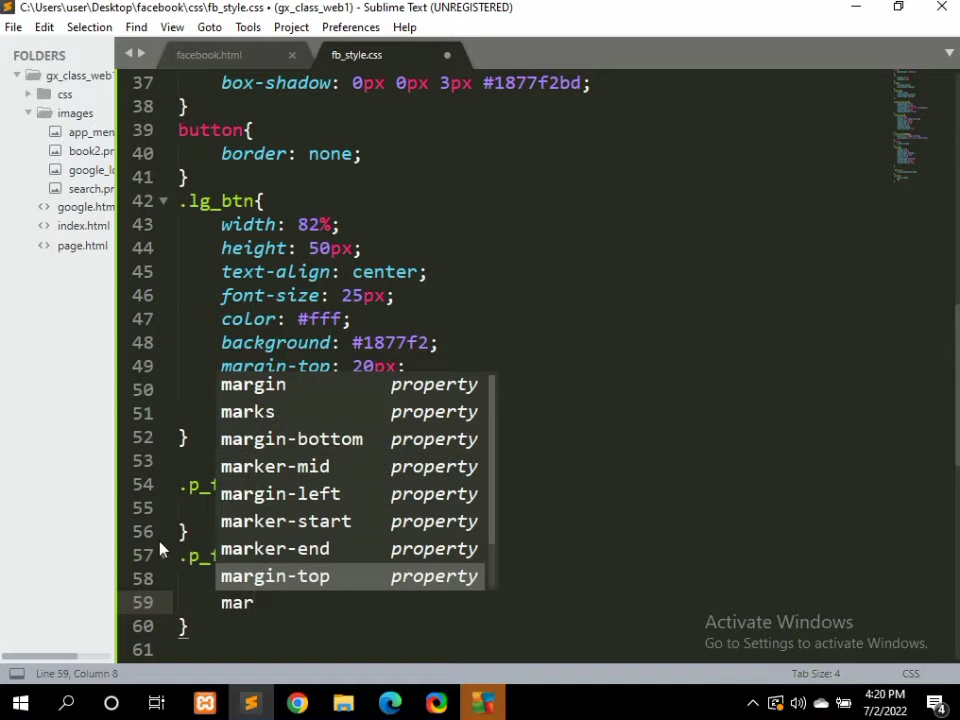 C:\Users\user\Desktop\facebook\css\fb_style.css • (gx_class_web1) - Sublime Text (UNREGISTERED)
File Edit Selection Find View Goto Tools Project Preferences Help
FOLDERS
gx_class_web1
css
images
app_men
book2.pr
google_lo
search.pr
google.htm
index.html
page.html
facebook.html
fb_style.css
37 box-shadow: 0px 0px 3px #1877f2bd;
38 }
39 button{
40 border: none;
41 }
42 .lg_btn{
43 width: 82%;
44 height: 50px;
45 text-align: center;
46 font-size: 25px;
47 color: #fff;
48 background: #1877f2;
49 margin-top: 20px;
50
51
52 }
53
54 .p_
55
56 }
57 .p_
58
59 mar
60 }
61
margin property
marks property
margin-bottom property
marker-mid property
margin-left property
marker-start property
marker-end property
margin-top property
Activate Windows
Go to Settings to activate Windows.
Line 59, Column 8
Tab Size: 4
CSS
4:20 PM
7/2/2022
4